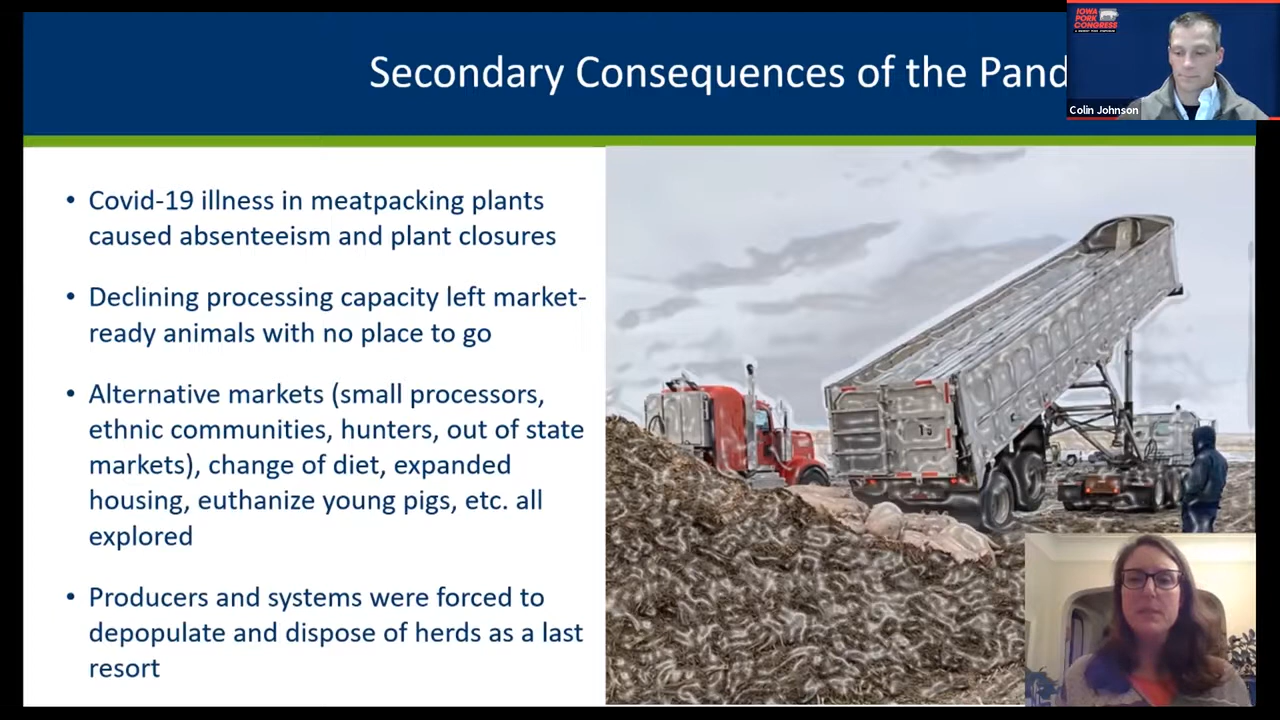 Secondary Consequences of the Pand
IOWA
PORK
CONGRESS
Colin Johnson
• Covid-19 illness in meatpacking plants
caused absenteeism and plant closures
• Declining processing capacity left market-
ready animals with no place to go
• Alternative markets (small processors,
ethnic communities, hunters, out of state
markets), change of diet, expanded
housing, euthanize young pigs, etc. all
explored
• Producers and systems were forced to
depopulate and dispose of herds as a last
resort